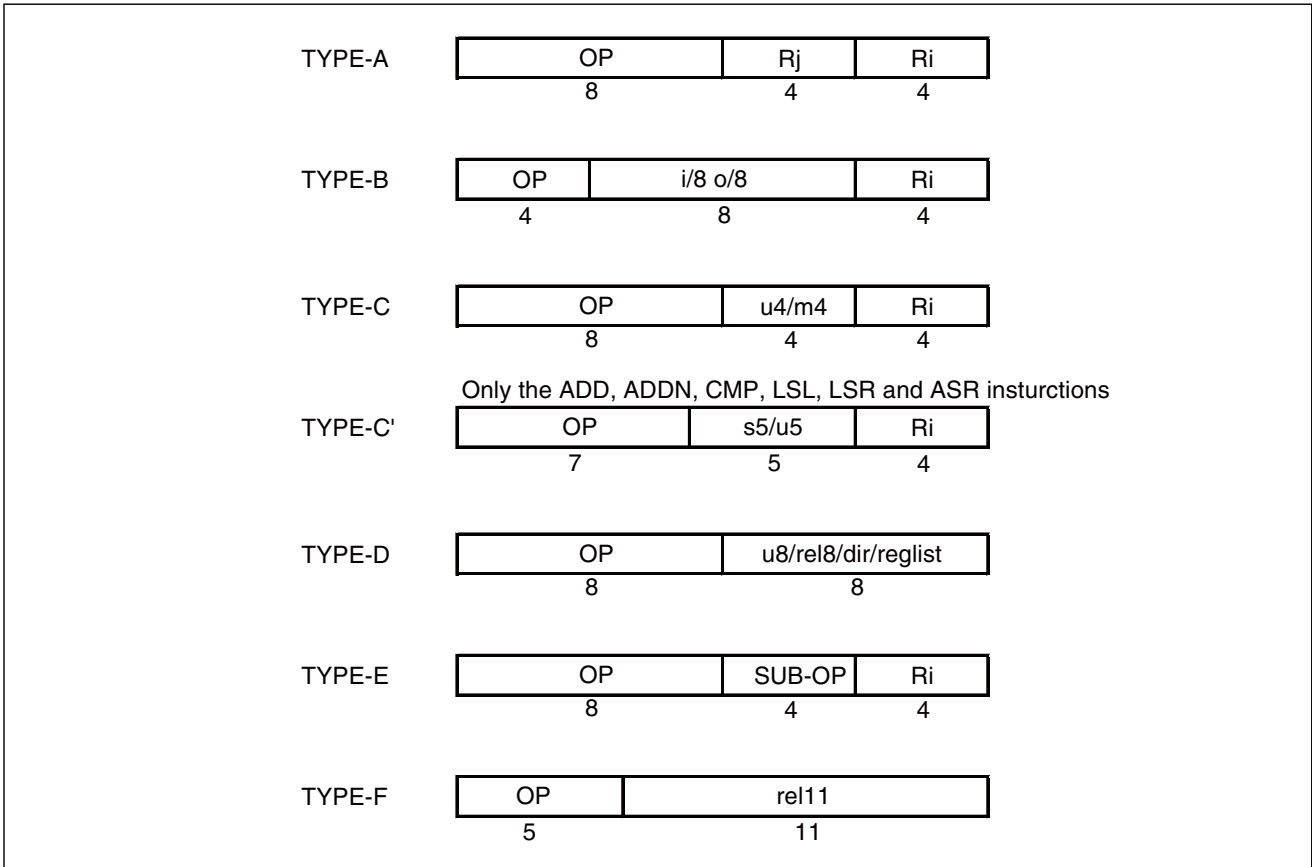 TYPE-A OP Rj Ri
8 4 4
TYPE-B OP i/8 o/8 Ri
4 8 4
TYPE-C OP u4/m4 Ri
8 4 4
Only the ADD, ADDN, CMP, LSL, LSR and ASR insturctions
TYPE-C' OP s5/u5 Ri
7 5 4
TYPE-D OP u8/rel8/dir/reglist
8 8
TYPE-E OP SUB-OP Ri
8 4 4
TYPE-F OP rel11
5 11